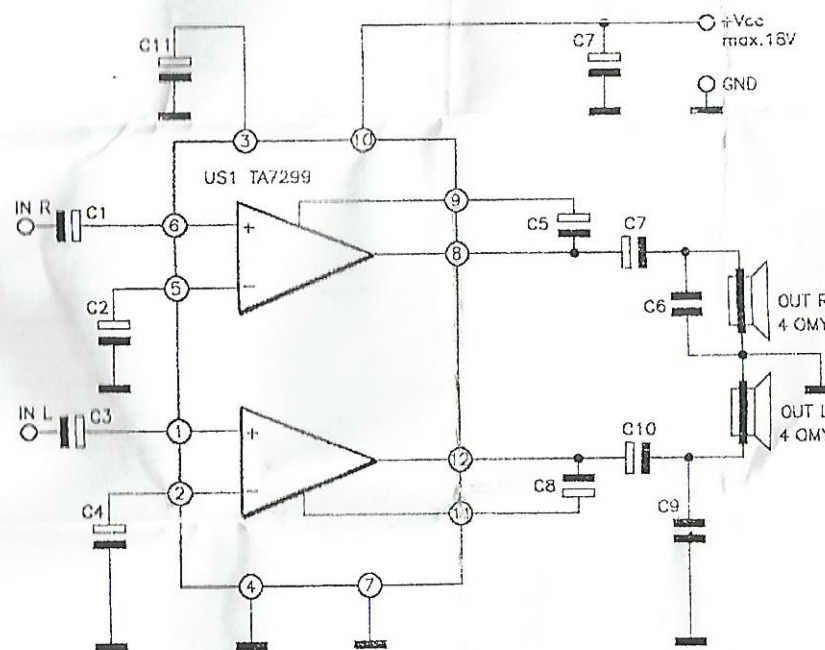 C11
C7
+Vcc
max.18V
GND
3
10
US1 TA7299
IN R
C1
6
+
9
C5
C7
8
5
−
C2
C6
OUT R
4 OMY
IN L
C3
1
+
OUT L
4 OMY
12
C10
2
−
C4
C8
11
C9
4
7